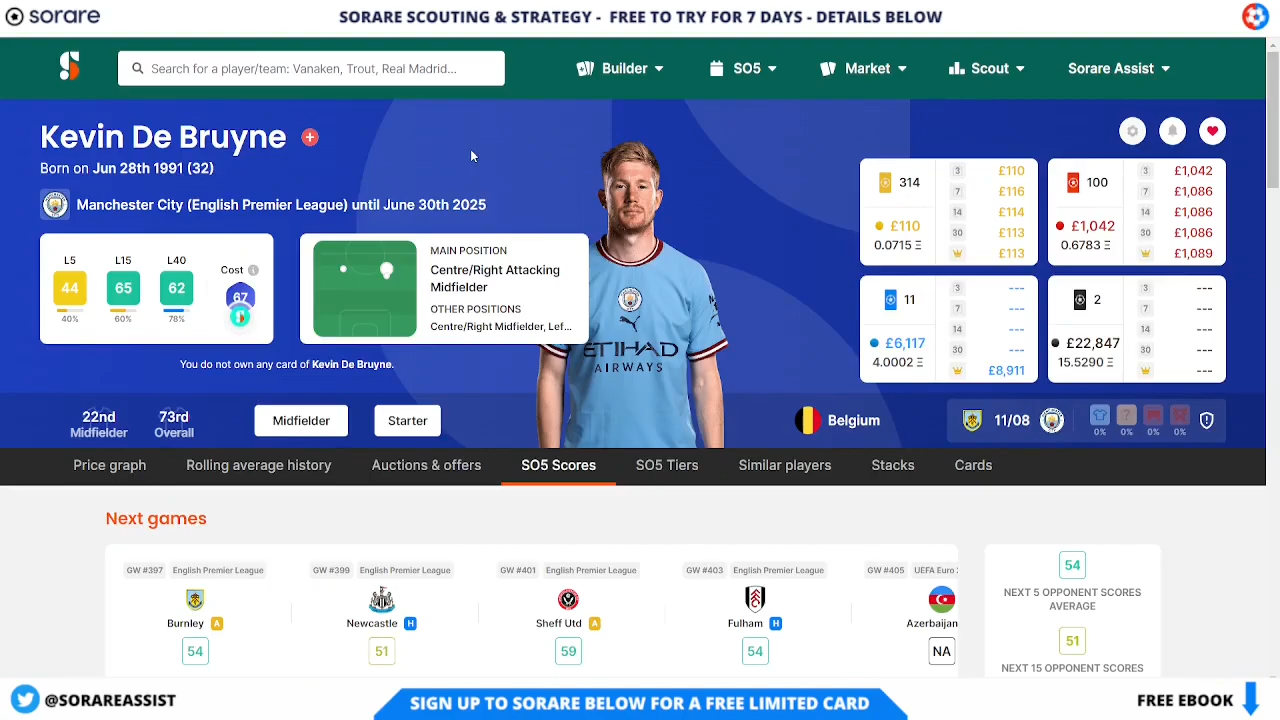 sorare
SORARE SCOUTING & STRATEGY - FREE TO TRY FOR 7 DAYS - DETAILS BELOW
Search for a player/team: Vanaken, Trout, Real Madrid...
Builder
SO5
Market
Scout
Sorare Assist
Kevin De Bruyne
Born on Jun 28th 1991 (32)
Manchester City (English Premier League) until June 30th 2025
L5 L15 L40 Cost
44 65 62 67
40% 60% 78%
MAIN POSITION
Centre/Right Attacking
Midfielder
OTHER POSITIONS
Centre/Right Midfielder, Lef...
You do not own any card of Kevin De Bruyne.
ETIHAD
AIRWAYS
314
£110
0.0715 Ξ
3 £110
7 £116
14 £114
30 £113
£113
100
£1,042
0.6783 Ξ
3 £1,042
7 £1,086
14 £1,086
30 £1,086
£1,089
11
£6,117
4.0002 Ξ
3 ---
7 ---
14 ---
30 ---
£8,911
2
£22,847
15.5290 Ξ
3 ---
7 ---
14 ---
30 ---
---
22nd
Midfielder
73rd
Overall
Midfielder
Starter
Belgium
11/08
0% 0% 0% 0%
Price graph
Rolling average history
Auctions & offers
SO5 Scores
SO5 Tiers
Similar players
Stacks
Cards
Next games
GW #397 English Premier League
Burnley A
54
GW #399 English Premier League
Newcastle H
51
GW #401 English Premier League
Sheff Utd A
59
GW #403 English Premier League
Fulham H
54
GW #405 UEFA Euro
Azerbaijan
NA
54
NEXT 5 OPPONENT SCORES
AVERAGE
51
NEXT 15 OPPONENT SCORES
@SORAREASSIST
SIGN UP TO SORARE BELOW FOR A FREE LIMITED CARD
FREE EBOOK